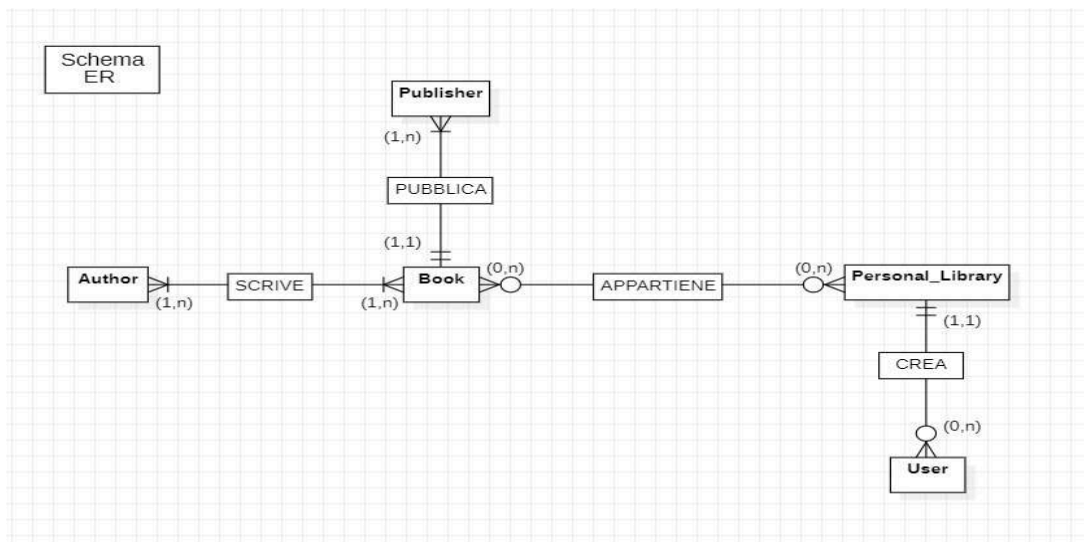 Schema
ER
Publisher
(1,n)
PUBBLICA
(1,1)
Author
(1,n)
SCRIVE
(1,n)
Book
(0,n)
APPARTIENE
(0,n)
Personal_Library
(1,1)
CREA
(0,n)
User